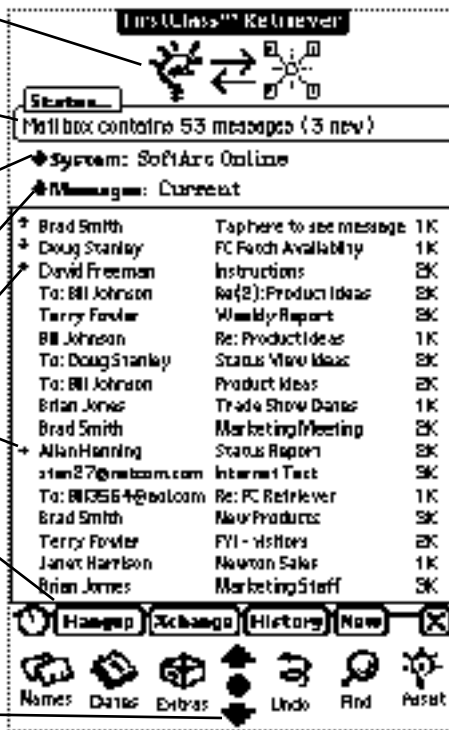 FirstClass™ Retriever
Status...
Mailbox contains 53 messages (3 new)
System: SoftArc Online
Messages: Current
Brad Smith Tap here to see message 1K
Doug Stanley FC Fetch Availability 1K
David Freeman Instructions 2K
To: Bill Johnson Re(2): Product Ideas 2K
Terry Fowler Weekly Report 2K
Bill Johnson Re: Product Ideas 1K
To: Doug Stanley Status View Ideas 2K
To: Bill Johnson Product Ideas 2K
Brian Jones Trade Show Dates 1K
Brad Smith Marketing Meeting 2K
Allan Henning Status Report 2K
Internet Test 3K
Re: FC Retriever 1K
Brad Smith New Products 3K
Terry Fowler FYI - visitors 2K
Janet Harrison Newton Sales 1K
Brian Jones Marketing Staff 3K
Hangup Xchange History New X
Names Dates Extras Undo Find Assist